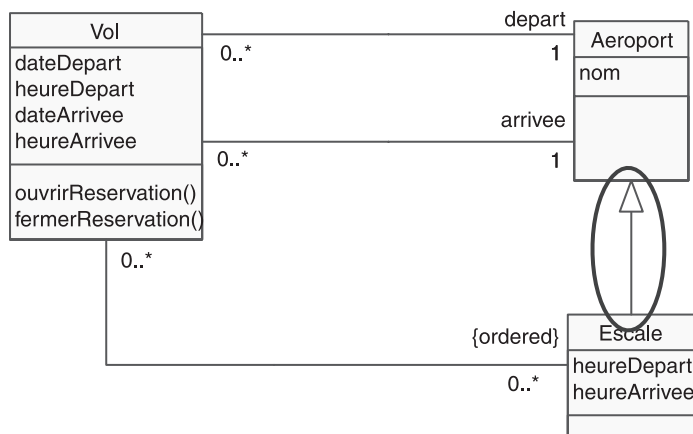 Vol
dateDepart
heureDepart
dateArrivee
heureArrivee
ouvrirReservation()
fermerReservation()
0..*
depart
1
0..*
arrivee
1
Aeroport
nom
0..*
{ordered}
0..*
Escale
heureDepart
heureArrivee